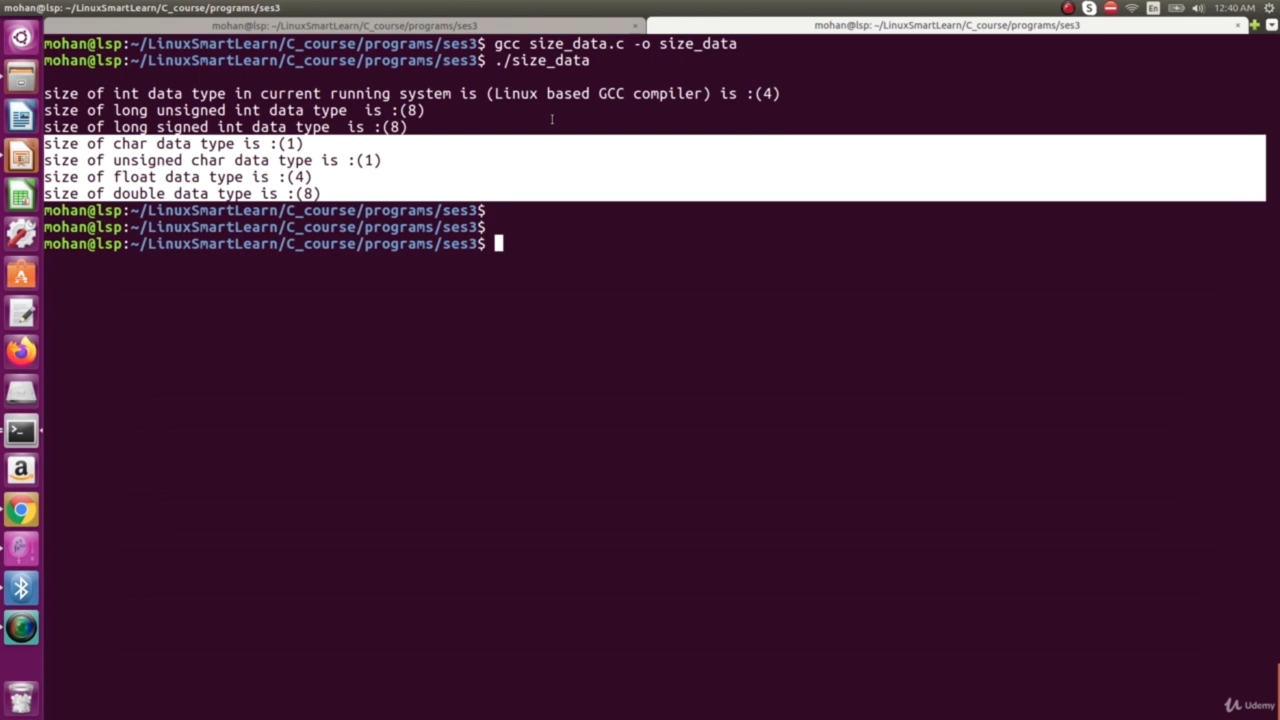 mohan@lsp: ~/LinuxSmartLearn/C_course/programs/ses3
En 12:40 AM
mohan@lsp: ~/LinuxSmartLearn/C_course/programs/ses3 × mohan@lsp: ~/LinuxSmartLearn/C_course/programs/ses3 ×
mohan@lsp:~/LinuxSmartLearn/C_course/programs/ses3$ gcc size_data.c -o size_data
mohan@lsp:~/LinuxSmartLearn/C_course/programs/ses3$ ./size_data
size of int data type in current running system is (Linux based GCC compiler) is :(4)
size of long unsigned int data type  is :(8)
size of long signed int data type  is :(8)
size of char data type is :(1)
size of unsigned char data type is :(1)
size of float data type is :(4)
size of double data type is :(8)
mohan@lsp:~/LinuxSmartLearn/C_course/programs/ses3$
mohan@lsp:~/LinuxSmartLearn/C_course/programs/ses3$
mohan@lsp:~/LinuxSmartLearn/C_course/programs/ses3$
Udemy